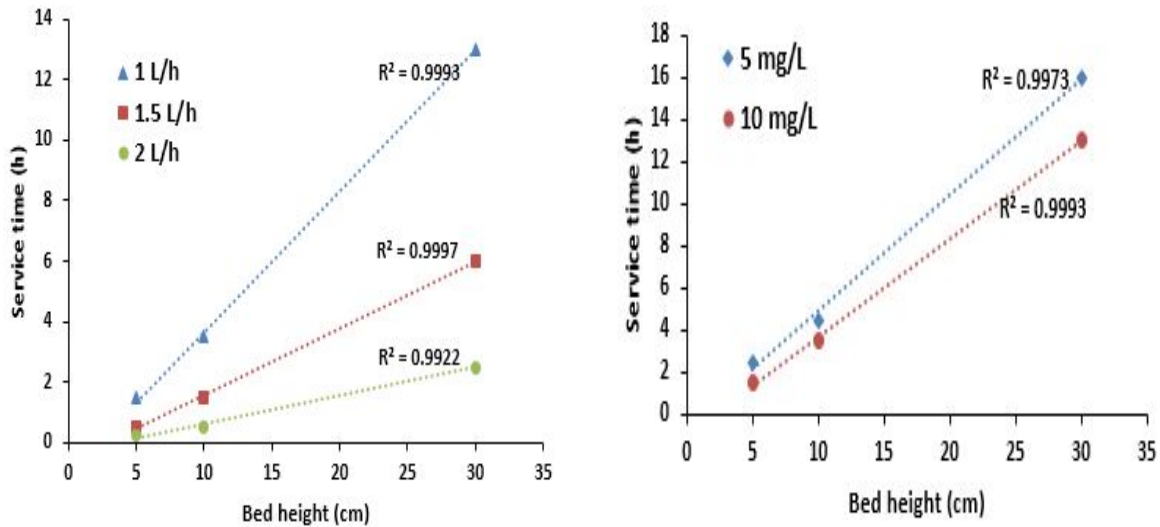 14
12
10
8
6
4
2
0
Service time (h)
1 L/h
1.5 L/h
2 L/h
R² = 0.9993
R² = 0.9997
R² = 0.9922
0 5 10 15 20 25 30 35
Bed height (cm)
18
16
14
12
10
8
6
4
2
0
Service time (h)
5 mg/L
10 mg/L
R² = 0.9973
R² = 0.9993
0 5 10 15 20 25 30 35
Bed height (cm)